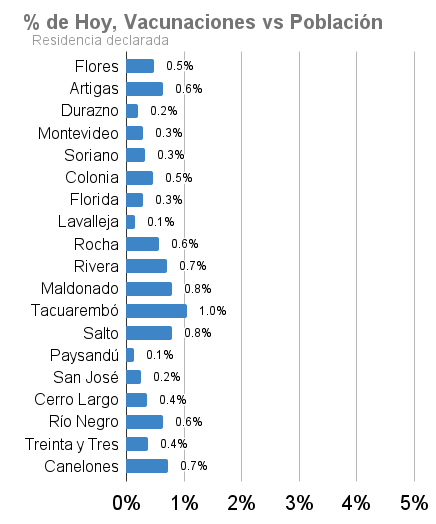 % de Hoy, Vacunaciones vs Población
Residencia declarada
Flores 0.5%
Artigas 0.6%
Durazno 0.2%
Montevideo 0.3%
Soriano 0.3%
Colonia 0.5%
Florida 0.3%
Lavalleja 0.1%
Rocha 0.6%
Rivera 0.7%
Maldonado 0.8%
Tacuarembó 1.0%
Salto 0.8%
Paysandú 0.1%
San José 0.2%
Cerro Largo 0.4%
Río Negro 0.6%
Treinta y Tres 0.4%
Canelones 0.7%
0% 1% 2% 3% 4% 5%